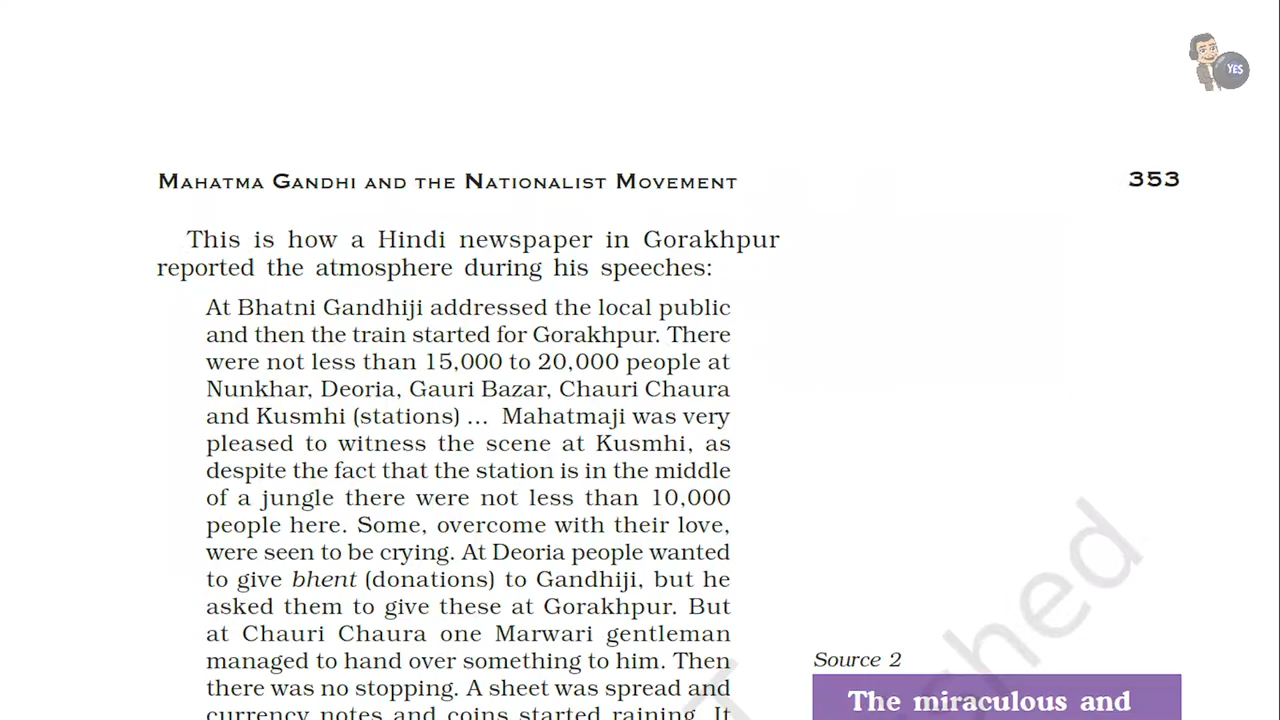 YES
MAHATMA GANDHI AND THE NATIONALIST MOVEMENT 353
This is how a Hindi newspaper in Gorakhpur
reported the atmosphere during his speeches:
At Bhatni Gandhiji addressed the local public
and then the train started for Gorakhpur. There
were not less than 15,000 to 20,000 people at
Nunkhar, Deoria, Gauri Bazar, Chauri Chaura
and Kusmhi (stations) … Mahatmaji was very
pleased to witness the scene at Kusmhi, as
despite the fact that the station is in the middle
of a jungle there were not less than 10,000
people here. Some, overcome with their love,
were seen to be crying. At Deoria people wanted
to give bhent (donations) to Gandhiji, but he
asked them to give these at Gorakhpur. But
at Chauri Chaura one Marwari gentleman
managed to hand over something to him. Then
there was no stopping. A sheet was spread and
currency notes and coins started raining. It
Source 2
The miraculous and